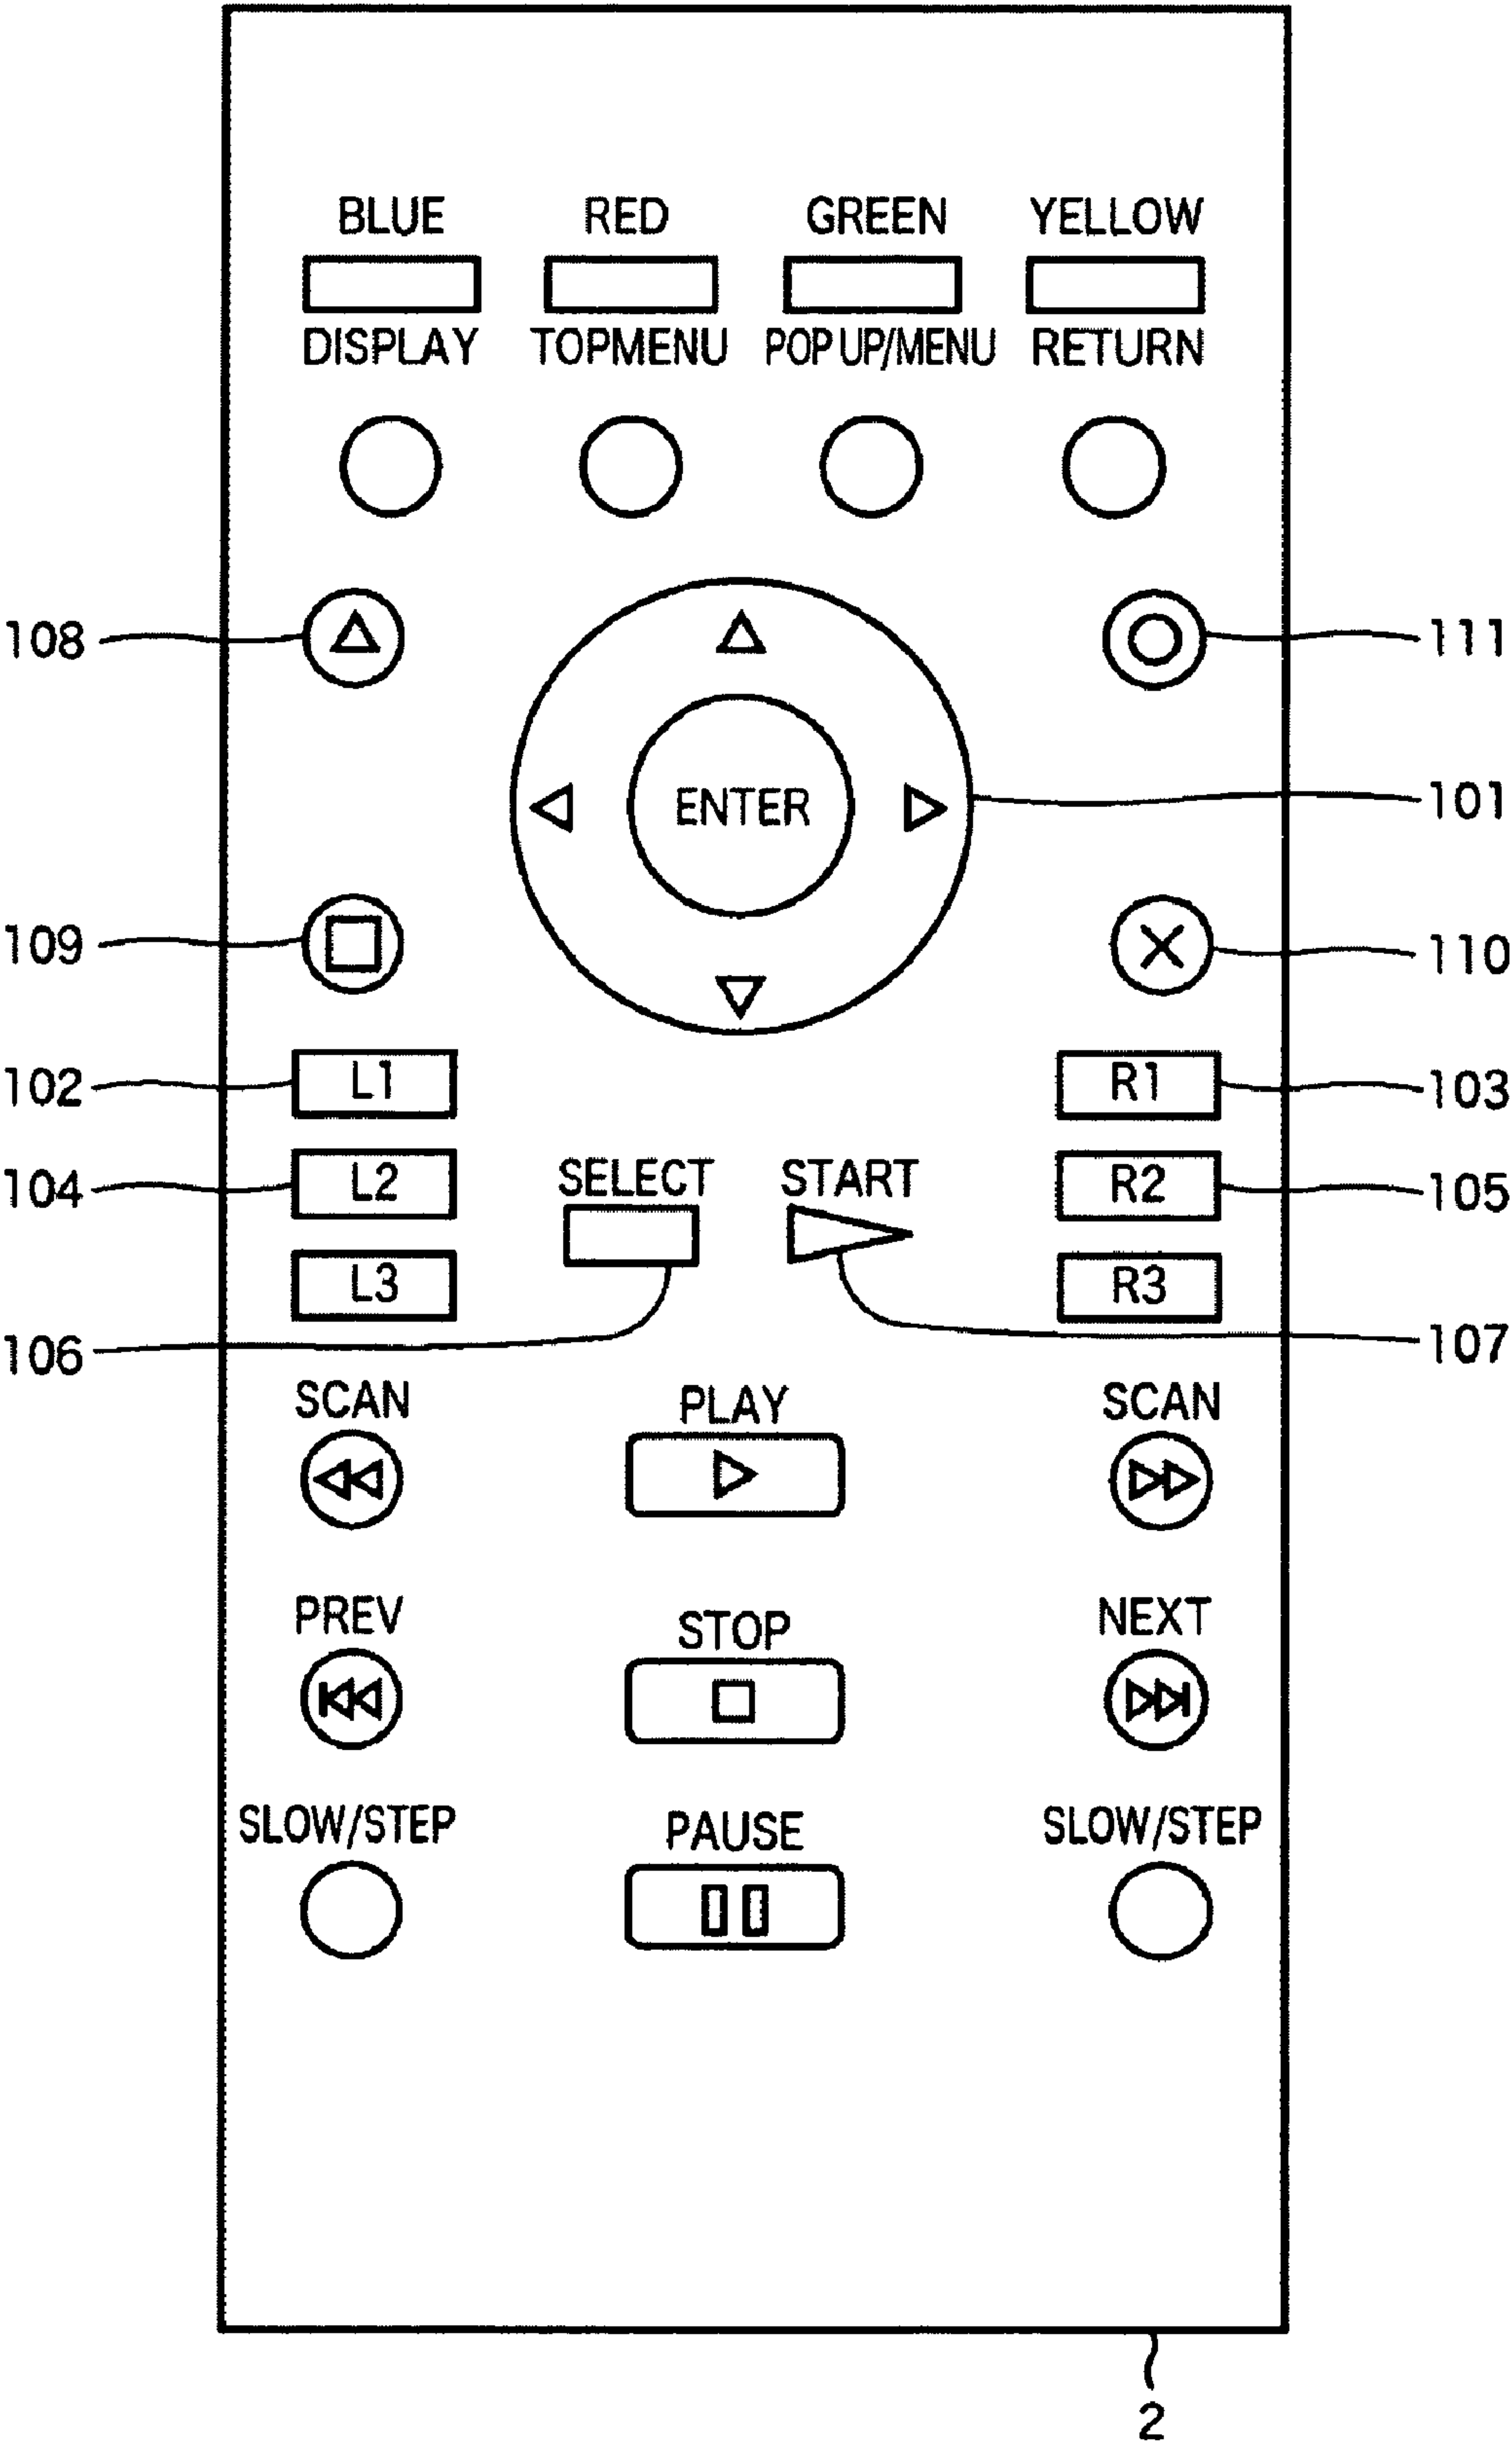 BLUE RED GREEN YELLOW
DISPLAY TOPMENU POP UP/MENU RETURN
108 111
ENTER 101
109 110
102 L1 R1 103
104 L2 SELECT START R2 105
L3 R3
106 107
SCAN PLAY SCAN
PREV STOP NEXT
SLOW/STEP PAUSE SLOW/STEP
2